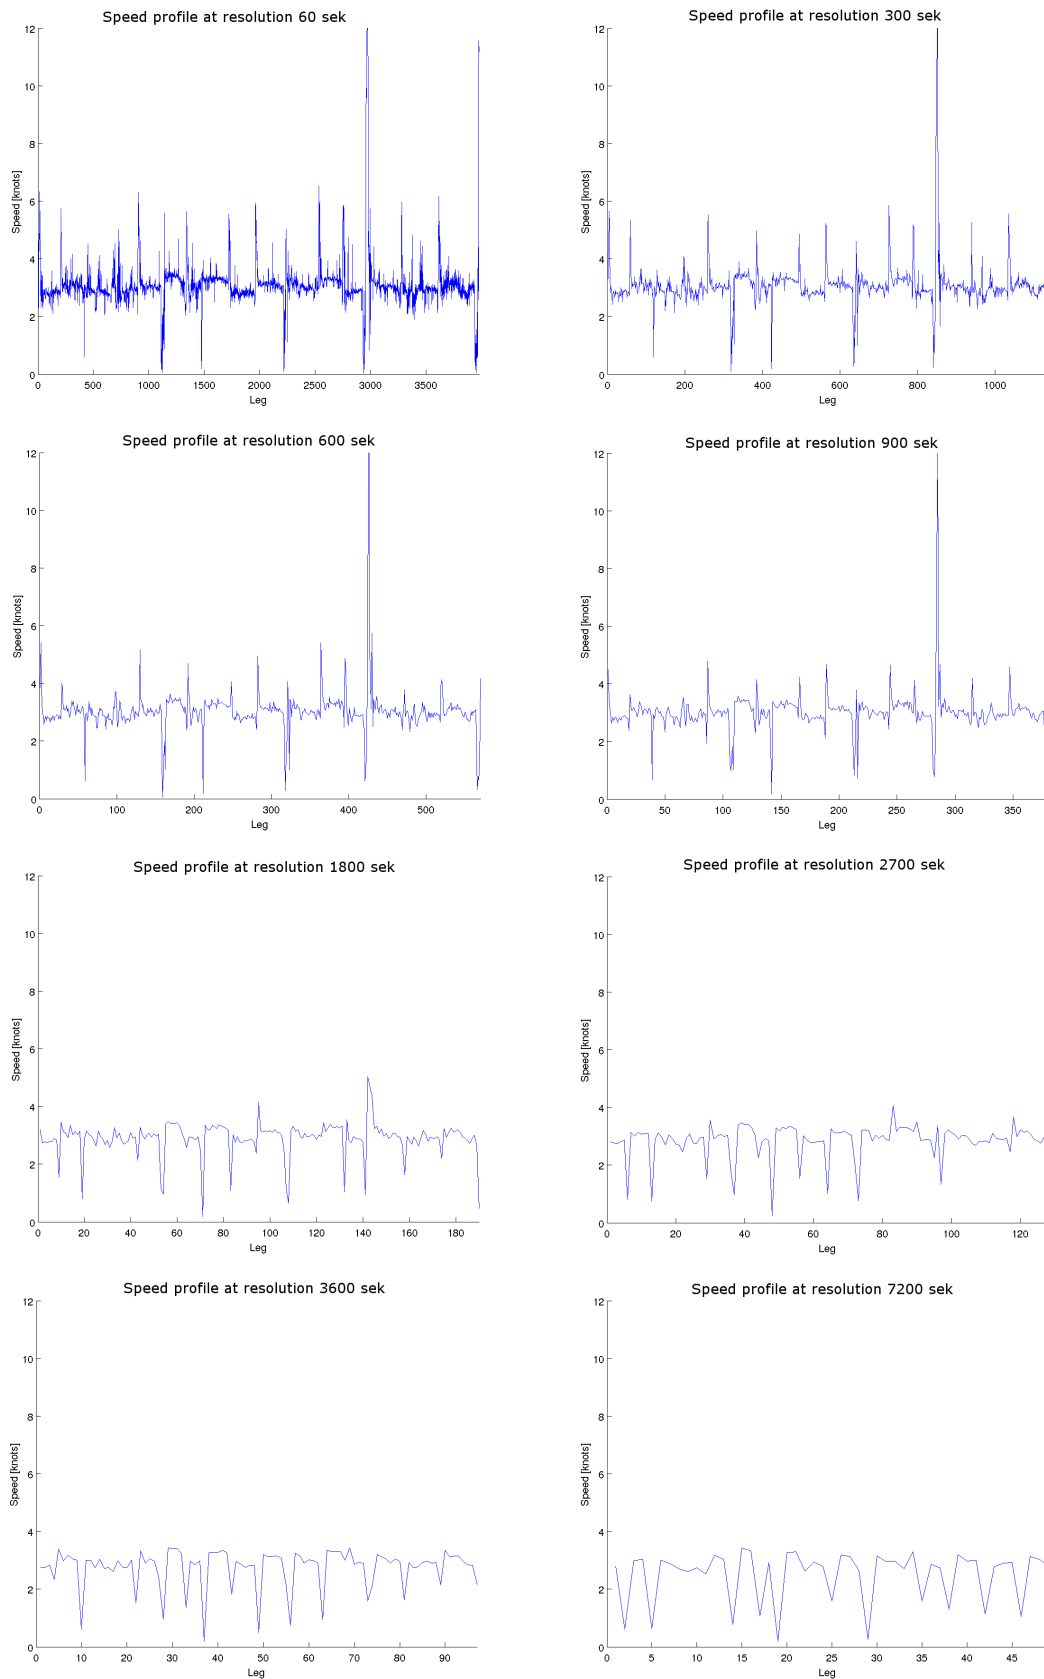 Speed profile at resolution 60 sek
12
10
8
6
4
2
0
Speed [knots]
0 500 1000 1500 2000 2500 3000 3500
Leg
Speed profile at resolution 300 sek
12
10
8
6
4
2
0
Speed [knots]
0 200 400 600 800 1000
Leg
Speed profile at resolution 600 sek
12
10
8
6
4
2
0
Speed [knots]
0 100 200 300 400 500
Leg
Speed profile at resolution 900 sek
12
10
8
6
4
2
0
Speed [knots]
0 50 100 150 200 250 300 350
Leg
Speed profile at resolution 1800 sek
12
10
8
6
4
2
0
Speed [knots]
0 20 40 60 80 100 120 140 160 180
Leg
Speed profile at resolution 2700 sek
12
10
8
6
4
2
0
Speed [knots]
0 20 40 60 80 100 120
Leg
Speed profile at resolution 3600 sek
12
10
8
6
4
2
0
Speed [knots]
0 10 20 30 40 50 60 70 80 90
Leg
Speed profile at resolution 7200 sek
12
10
8
6
4
2
0
Speed [knots]
0 5 10 15 20 25 30 35 40 45
Leg